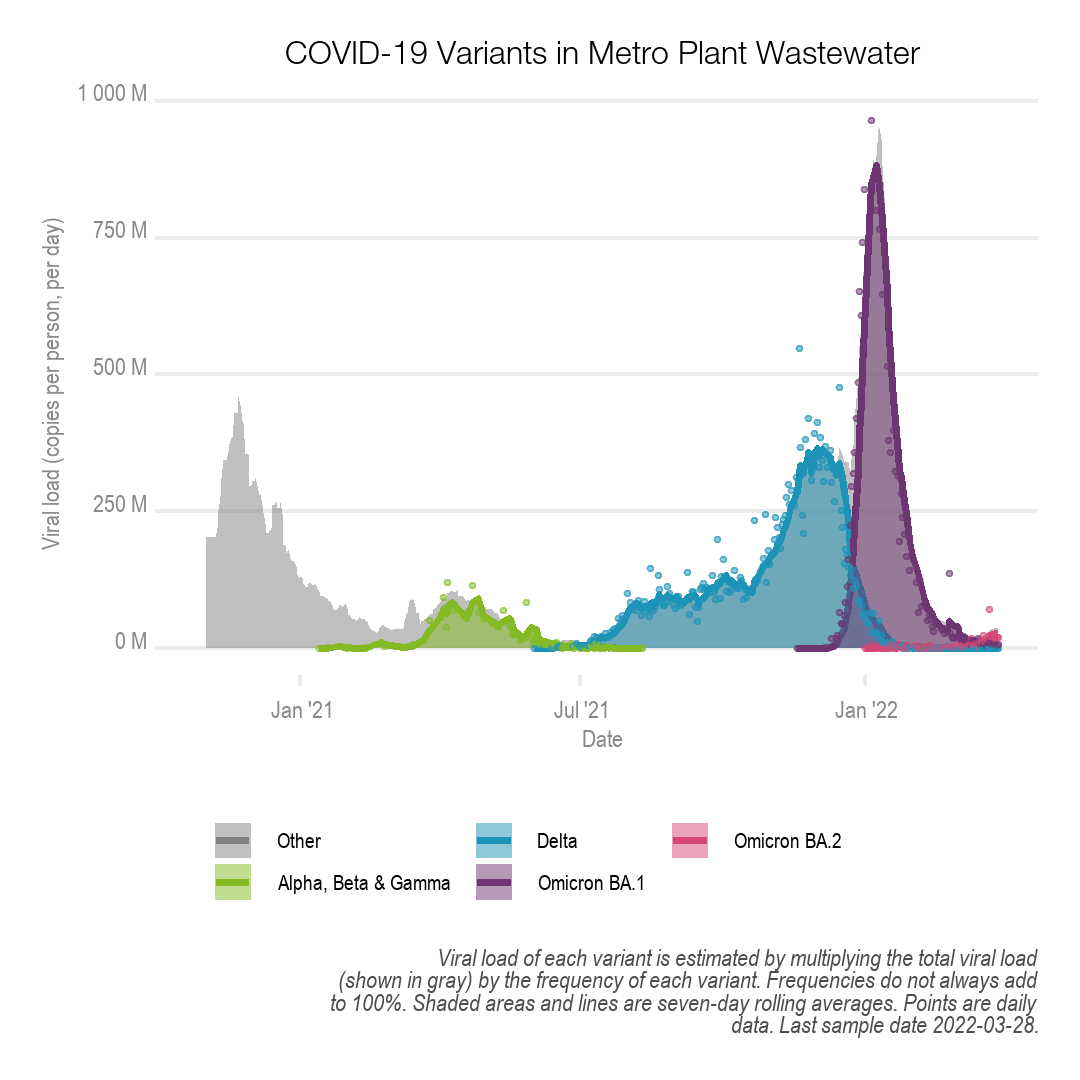 COVID-19 Variants in Metro Plant Wastewater
1 000 M
750 M
500 M
250 M
0 M
Viral load (copies per person, per day)
Jan '21
Jul '21
Jan '22
Date
Other
Delta
Omicron BA.2
Alpha, Beta & Gamma
Omicron BA.1
Viral load of each variant is estimated by multiplying the total viral load
(shown in gray) by the frequency of each variant. Frequencies do not always add
to 100%. Shaded areas and lines are seven-day rolling averages. Points are daily
data. Last sample date 2022-03-28.